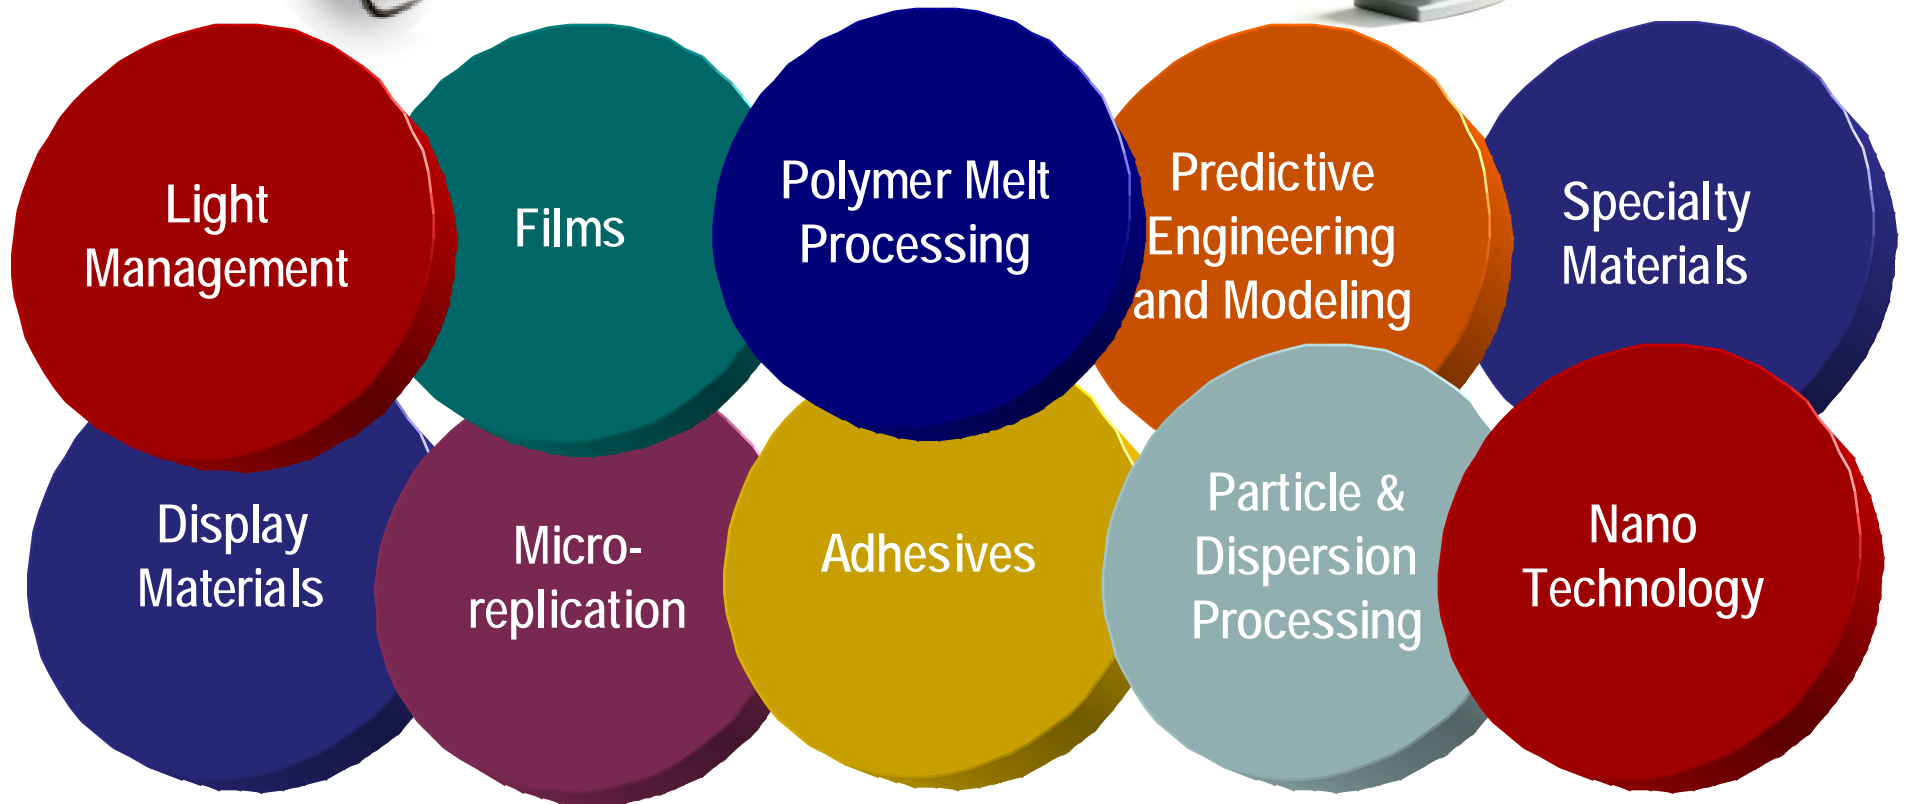 Light
Management
Films
Polymer Melt
Processing
Predictive
Engineering
and Modeling
Specialty
Materials
Display
Materials
Micro-
replication
Adhesives
Particle &
Dispersion
Processing
Nano
Technology